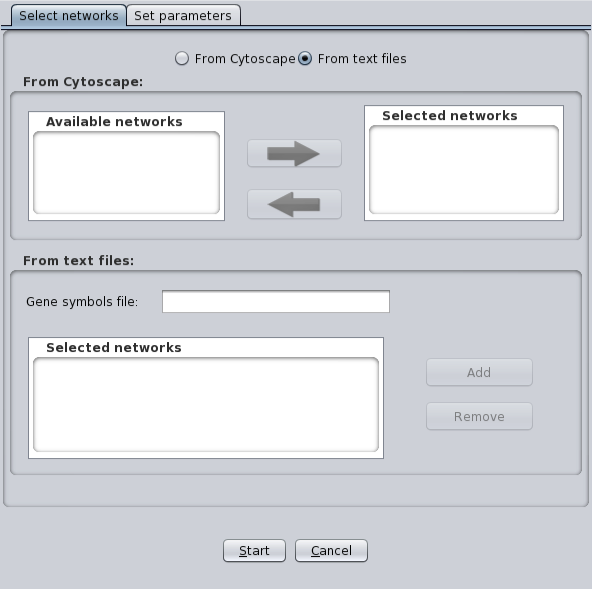 Select networks Set parameters
From Cytoscape From text files
From Cytoscape:
Available networks
Selected networks
From text files:
Gene symbols file:
Selected networks
Add
Remove
Start Cancel